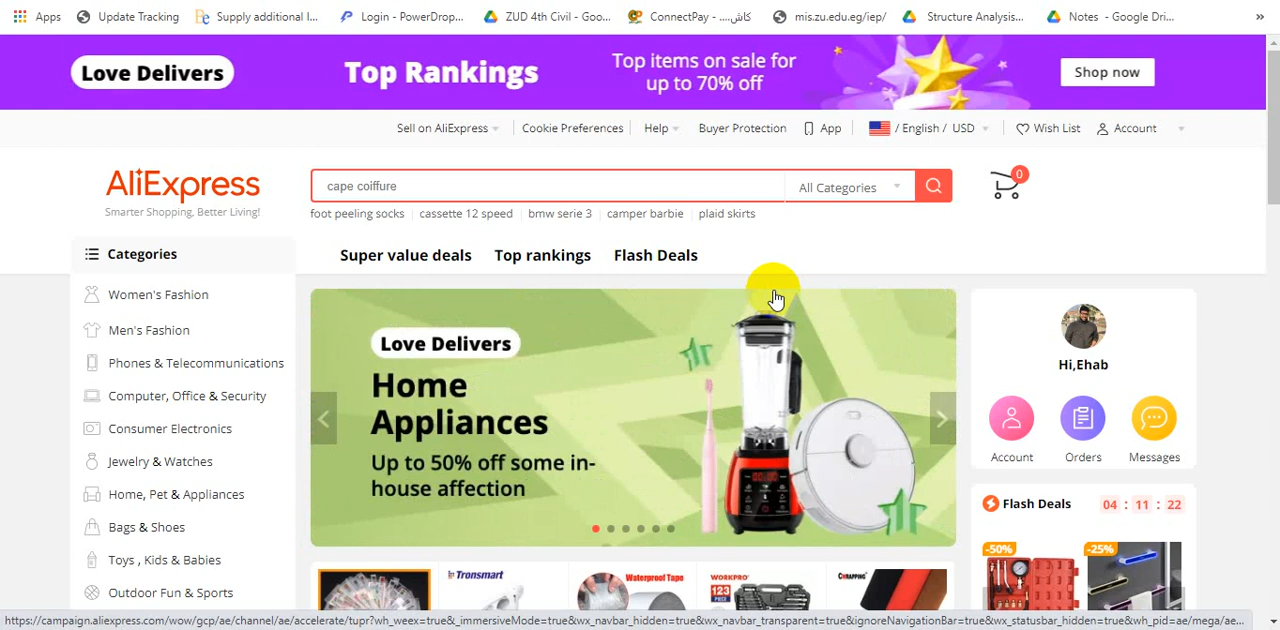 Apps
Update Tracking
Supply additional I...
Login - PowerDrop...
ZUD 4th Civil - Goo...
ConnectPay - ....كاش
mis.zu.edu.eg/iep/
Structure Analysis...
Notes - Google Dri...
»
Love Delivers
Top Rankings
Top items on sale for
up to 70% off
Shop now
Sell on AliExpress
Cookie Preferences
Help
Buyer Protection
App
/ English / USD
Wish List
Account
AliExpress
Smarter Shopping, Better Living!
cape coiffure
All Categories
0
foot peeling socks
cassette 12 speed
bmw serie 3
camper barbie
plaid skirts
Categories
Super value deals
Top rankings
Flash Deals
Women's Fashion
Men's Fashion
Phones & Telecommunications
Computer, Office & Security
Consumer Electronics
Jewelry & Watches
Home, Pet & Appliances
Bags & Shoes
Toys , Kids & Babies
Outdoor Fun & Sports
Love Delivers
Home
Appliances
Up to 50% off some in-
house affection
Hi,Ehab
Account
Orders
Messages
Flash Deals
04 : 11 : 22
-50%
-25%
Tronsmart
Waterproof Tape
WORKPRO
123
PIECE
CWRAPPING
https://campaign.aliexpress.com/wow/gcp/ae/channel/ae/accelerate/tupr?wh_weex=true&_immersiveMode=true&wx_navbar_hidden=true&wx_navbar_transparent=true&ignoreNavigationBar=true&wx_statusbar_hidden=true&wh_pid=ae/mega/ae...